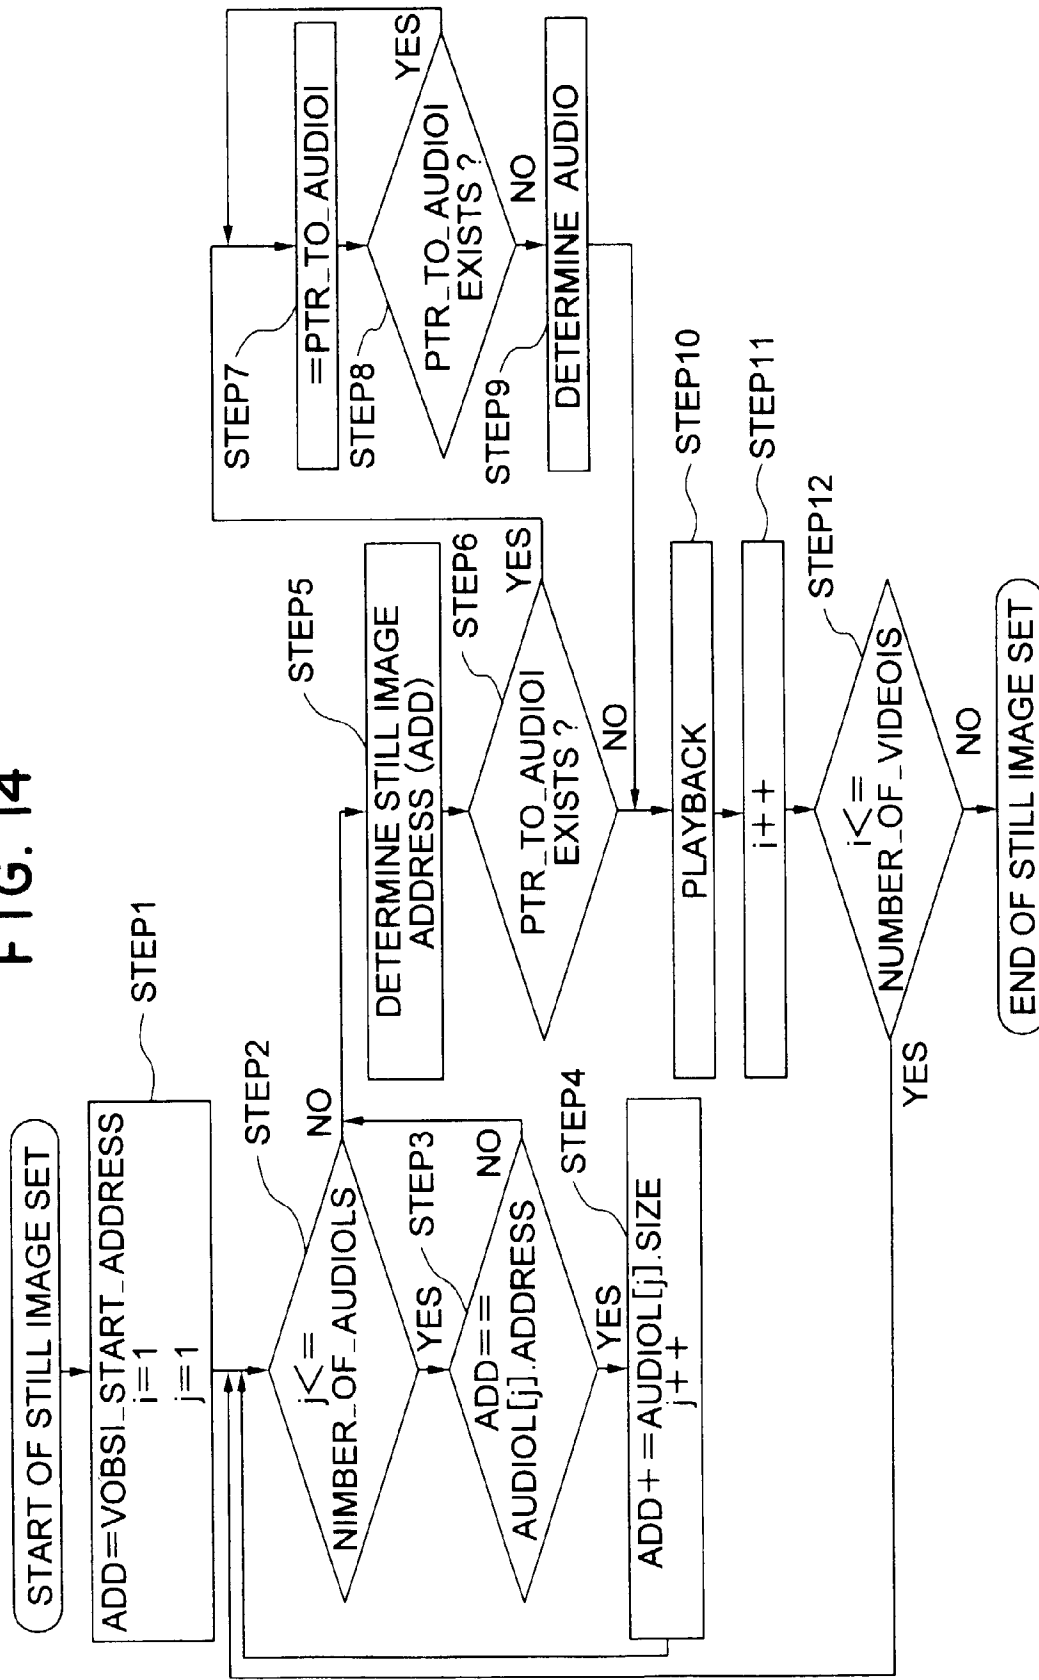 FIG. 14
START OF STILL IMAGE SET
ADD=VOBSI_START_ADDRESS
i=1
j=1
STEP1
j<=
NIMBER_OF_AUDIOLS
STEP2
NO
YES
ADD==
AUDIOL[j].ADDRESS
STEP3
NO
YES
ADD+=AUDIOL[j].SIZE
j++
STEP4
DETERMINE STILL IMAGE
ADDRESS (ADD)
STEP5
PTR_TO_AUDIOI
EXISTS ?
STEP6
YES
NO
=PTR_TO_AUDIOI
STEP7
PTR_TO_AUDIOI
EXISTS ?
STEP8
YES
NO
DETERMINE AUDIO
STEP9
PLAYBACK
STEP10
i++
STEP11
i<=
NUMBER_OF_VIDEOIS
STEP12
YES
NO
END OF STILL IMAGE SET